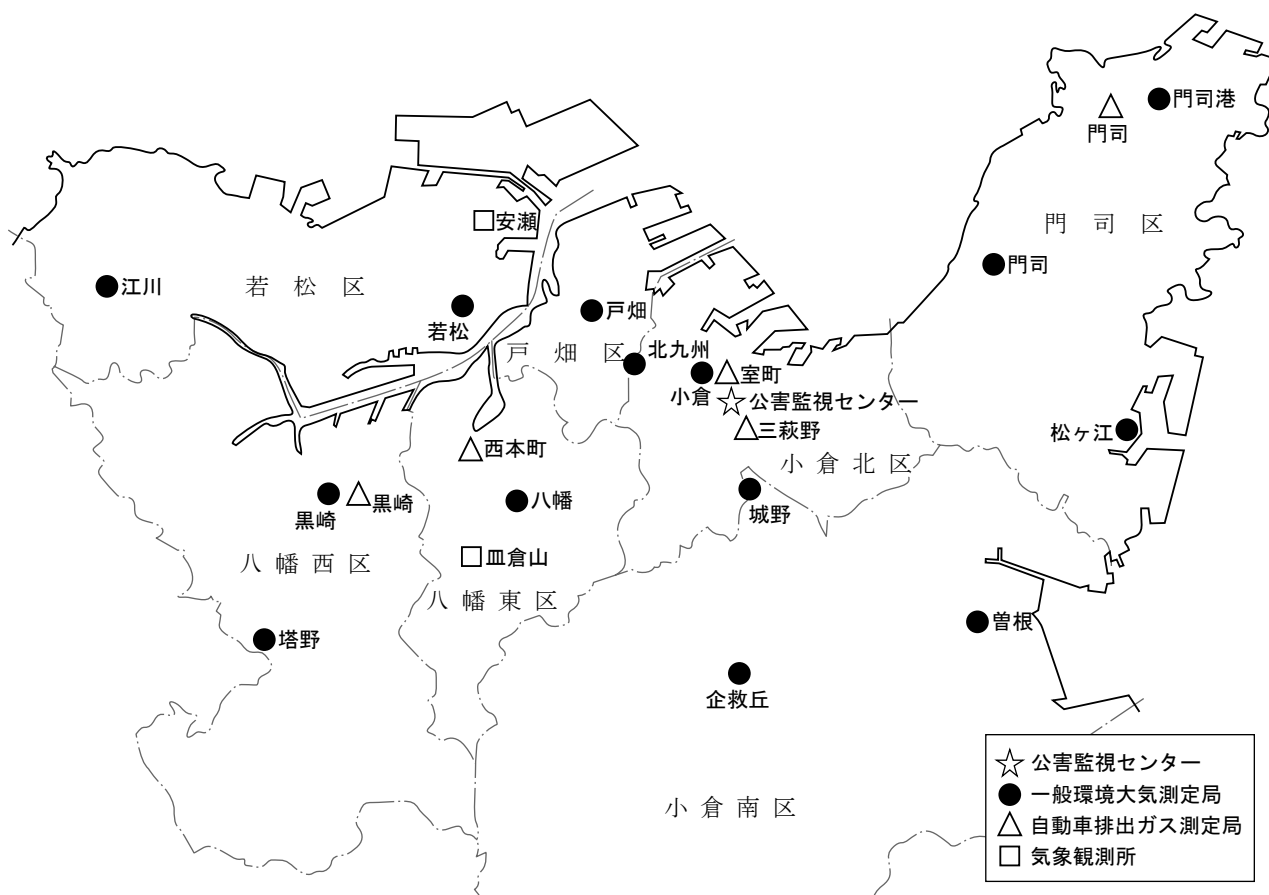 門司港
門司
門司区
安瀬
門司
江川
若松区
若松
戸畑
戸畑区
北九州
小倉
室町
公害監視センター
三萩野
松ヶ江
小倉北区
西本町
黒崎
黒崎
八幡
城野
八幡西区
皿倉山
八幡東区
塔野
曽根
企救丘
小倉南区
公害監視センター
一般環境大気測定局
自動車排出ガス測定局
気象観測所